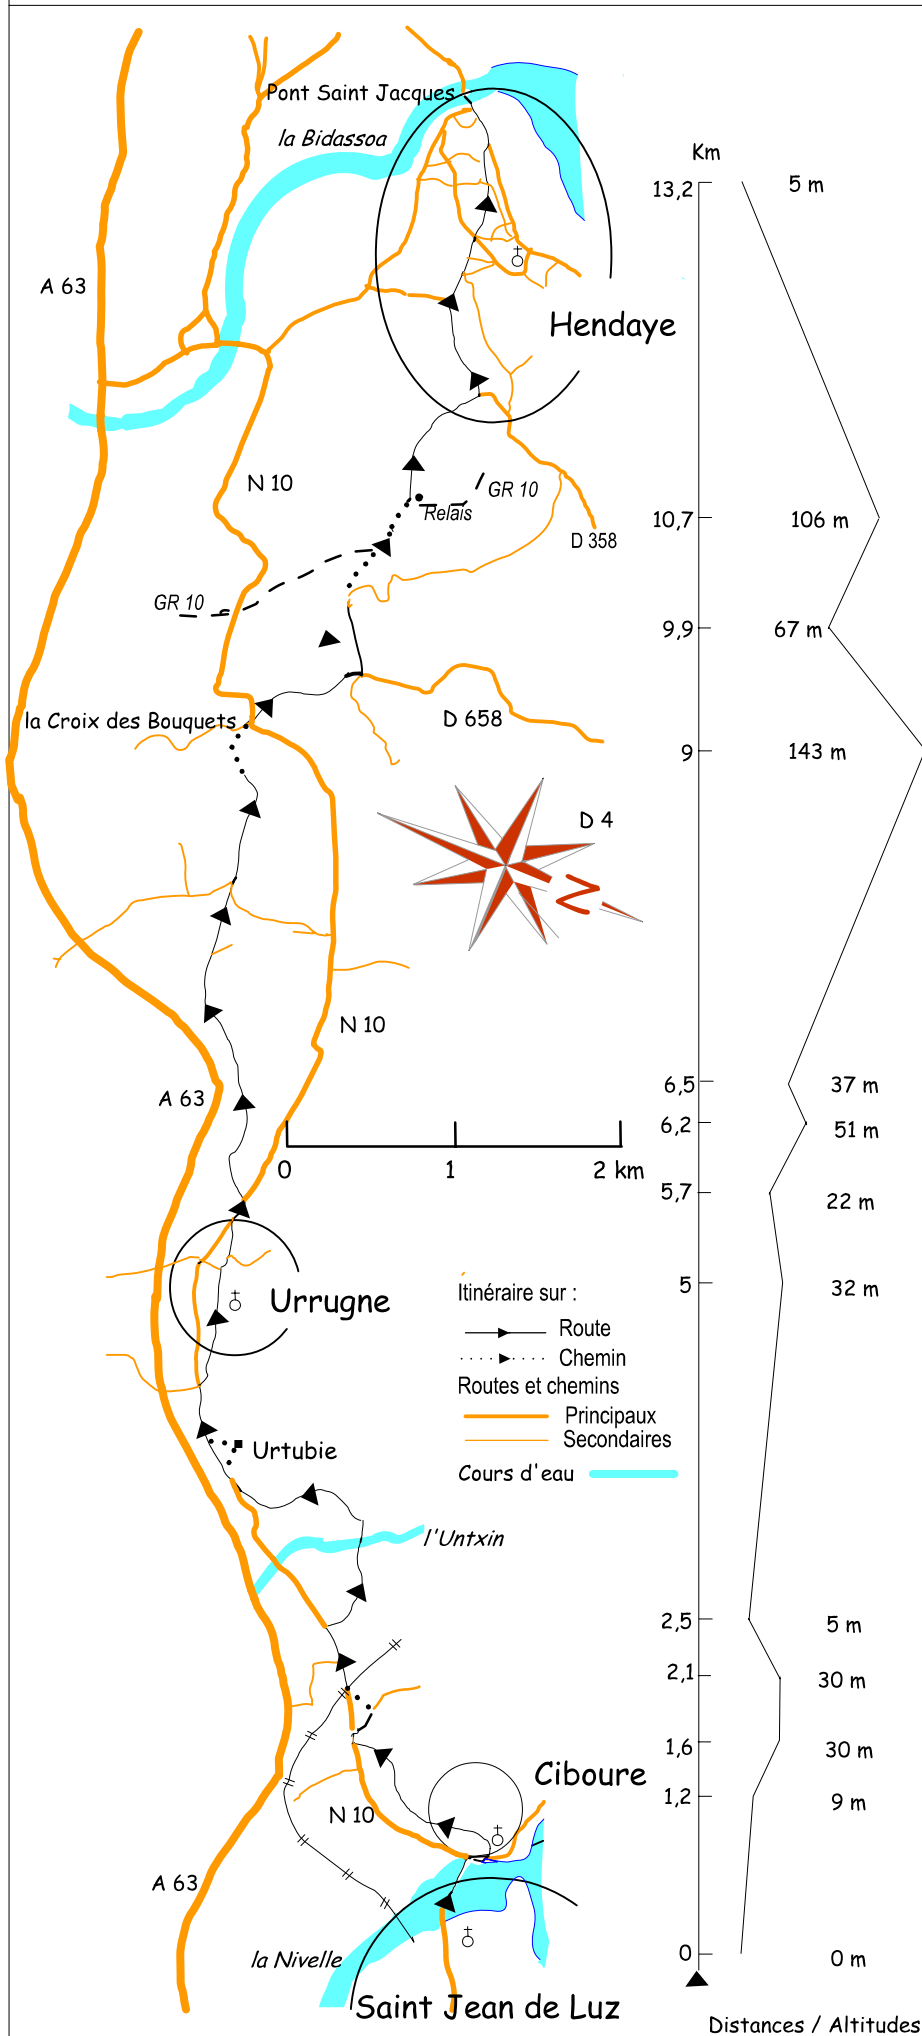 Pont Saint Jacques
la Bidassoa
Km
13,2 5 m
A 63
Hendaye
N 10
GR 10
Relais
10,7 106 m
D 358
GR 10
9,9 67 m
la Croix des Bouquets
D 658
9 143 m
D 4
N
N 10
A 63
6,5 37 m
6,2 51 m
0 1 2 km
5,7 22 m
5 32 m
Urrugne
Itinéraire sur :
Route
Chemin
Routes et chemins
Principaux
Secondaires
Cours d'eau
Urtubie
l'Untxin
2,5 5 m
2,1 30 m
1,6 30 m
Ciboure
1,2 9 m
N 10
A 63
la Nivelle
0 0 m
Saint Jean de Luz
Distances / Altitudes